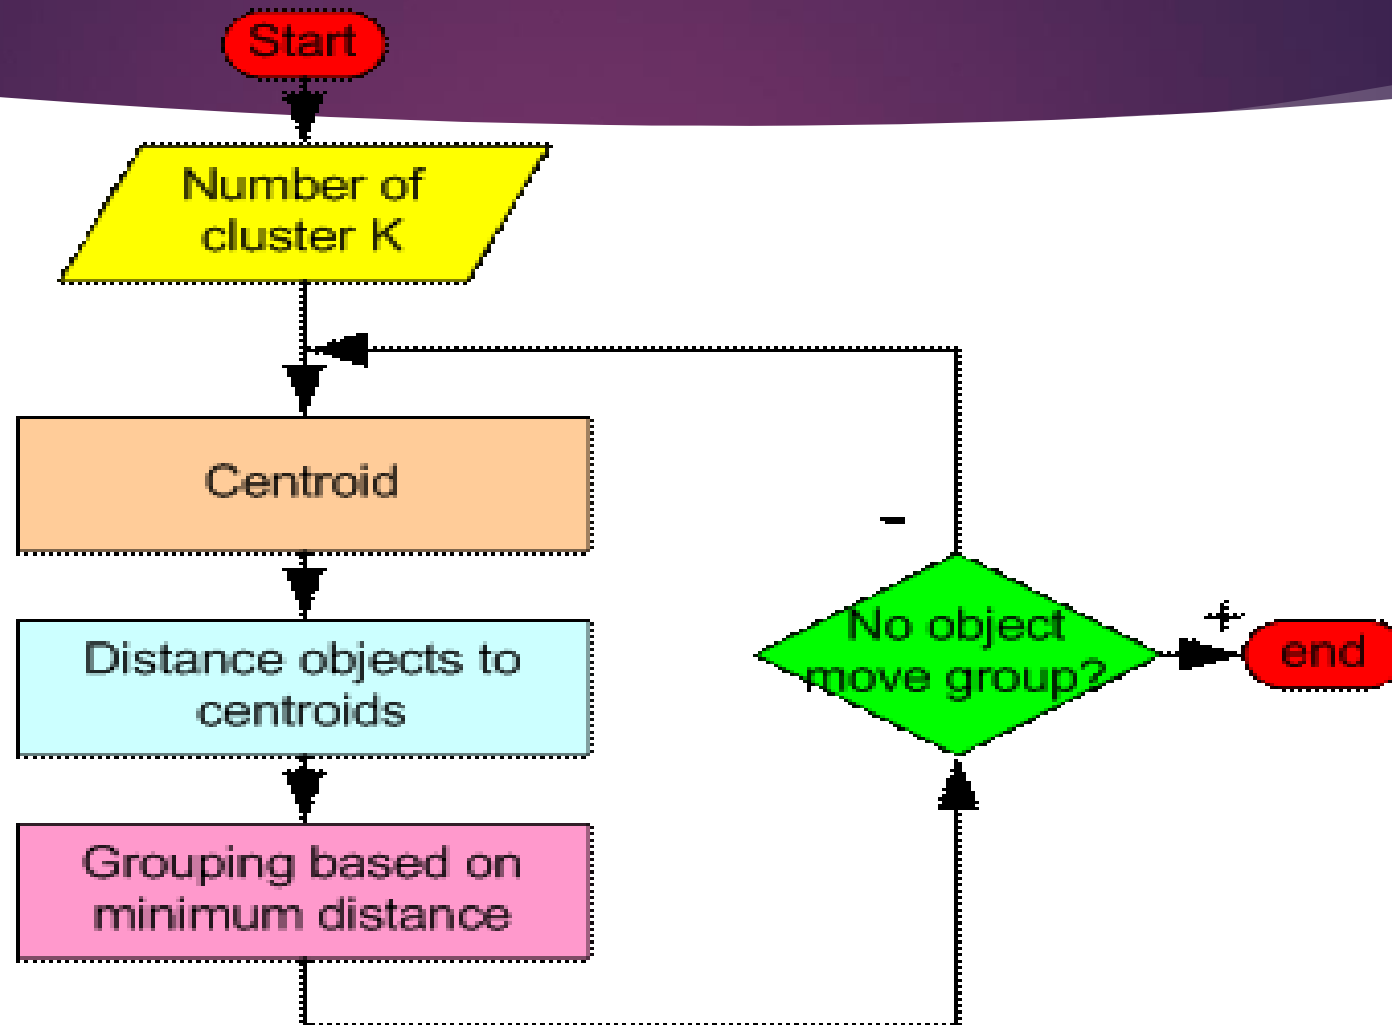 Start
Number of
cluster K
Centroid
Distance objects to
centroids
Grouping based on
minimum distance
-
No object
move group?
+
end